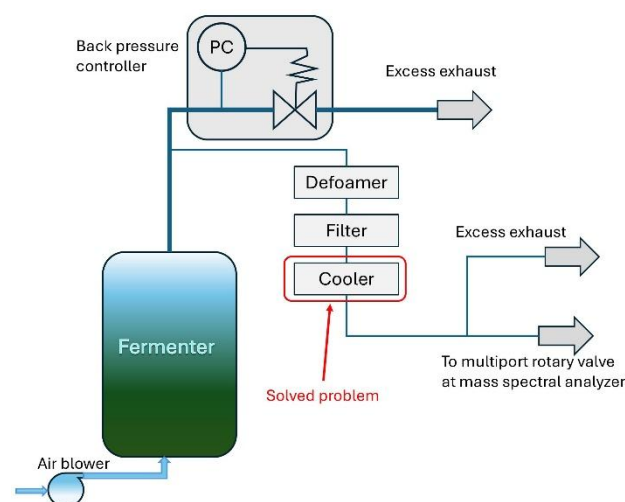 Back pressure
controller
PC
Excess exhaust
Defoamer
Filter
Excess exhaust
Cooler
Fermenter
To multiport rotary valve
at mass spectral analyzer
Solved problem
Air blower